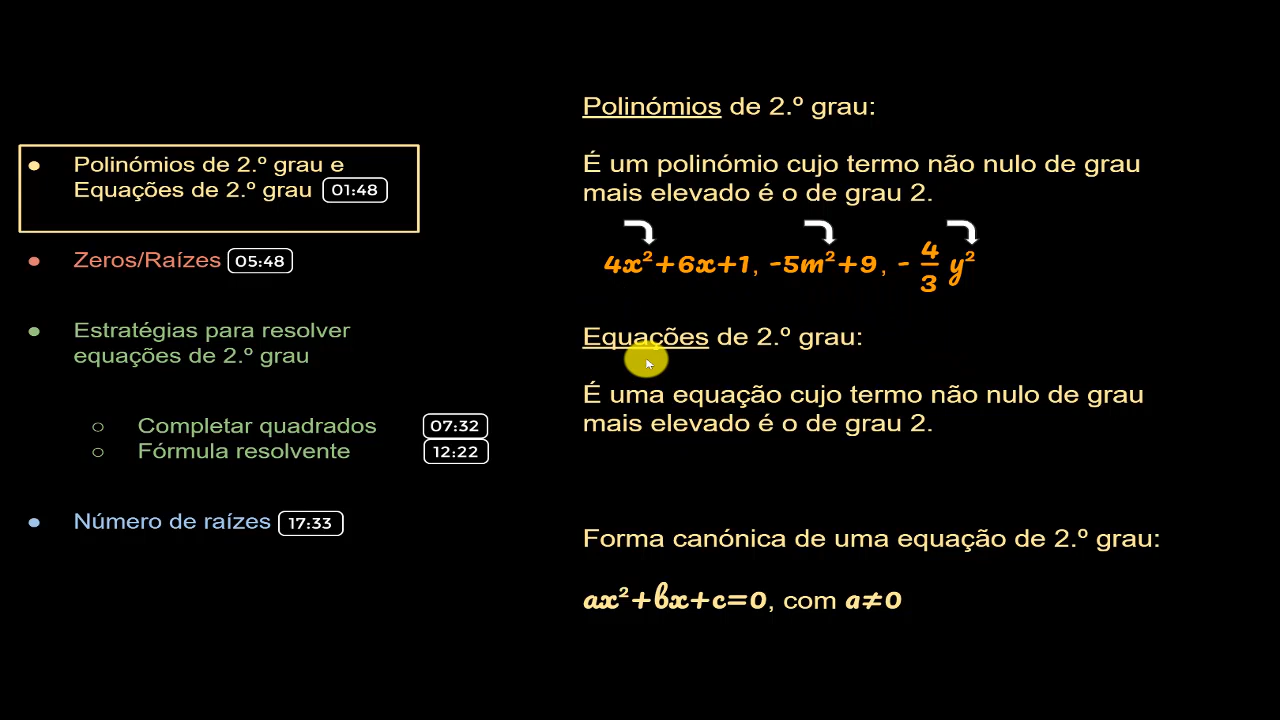 Polinómios de 2.º grau e
Equações de 2.º grau 01:48
Zeros/Raízes 05:48
Estratégias para resolver
equações de 2.º grau
Completar quadrados 07:32
Fórmula resolvente 12:22
Número de raízes 17:33
Polinómios de 2.º grau:
É um polinómio cujo termo não nulo de grau
mais elevado é o de grau 2.
4x²+6x+1, -5m²+9, - 4/3 y²
Equações de 2.º grau:
É uma equação cujo termo não nulo de grau
mais elevado é o de grau 2.
Forma canónica de uma equação de 2.º grau:
ax²+bx+c=0, com a≠0